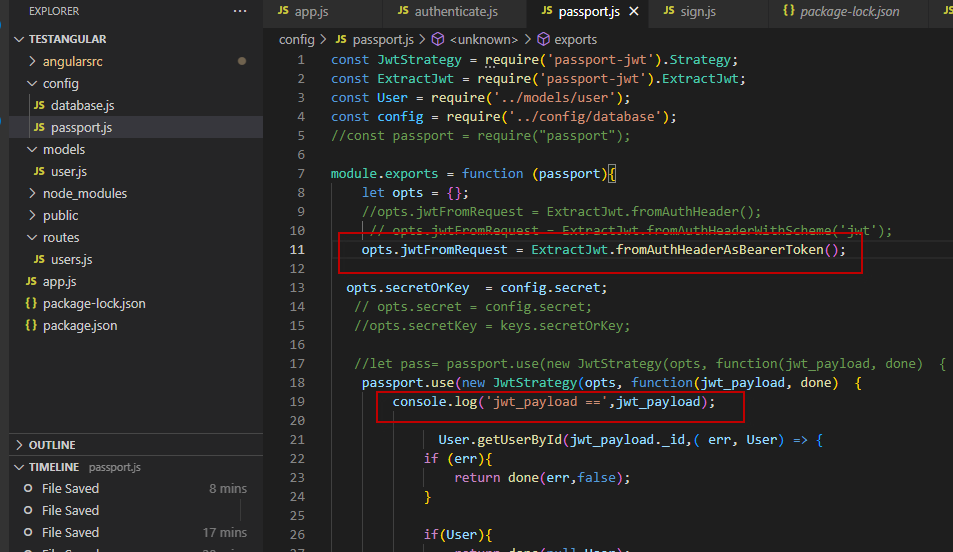 EXPLORER
TESTANGULAR
angularsrc
config
JS database.js
JS passport.js
models
JS user.js
node_modules
public
routes
JS users.js
JS app.js
{} package-lock.json
{} package.json
OUTLINE
TIMELINE passport.js
File Saved 8 mins
File Saved
File Saved 17 mins
JS app.js
JS authenticate.js
JS passport.js
JS sign.js
{} package-lock.json
JS
config > JS passport.js > <unknown> > exports
1 const JwtStrategy = require('passport-jwt').Strategy;
2 const ExtractJwt = require('passport-jwt').ExtractJwt;
3 const User = require('../models/user');
4 const config = require('../config/database');
5 //const passport = require("passport");
6
7 module.exports = function (passport){
8 let opts = {};
9 //opts.jwtFromRequest = ExtractJwt.fromAuthHeader();
10 // opts.jwtFromRequest = ExtractJwt.fromAuthHeaderWithScheme('jwt');
11 opts.jwtFromRequest = ExtractJwt.fromAuthHeaderAsBearerToken();
12
13 opts.secretOrKey = config.secret;
14 // opts.secret = config.secret;
15 //opts.secretKey = keys.secretOrKey;
16
17 //let pass= passport.use(new JwtStrategy(opts, function(jwt_payload, done) {
18 passport.use(new JwtStrategy(opts, function(jwt_payload, done) {
19 console.log('jwt_payload ==',jwt_payload);
20
21 User.getUserById(jwt_payload._id,( err, User) => {
22 if (err){
23 return done(err,false);
24 }
25
26 if(User){